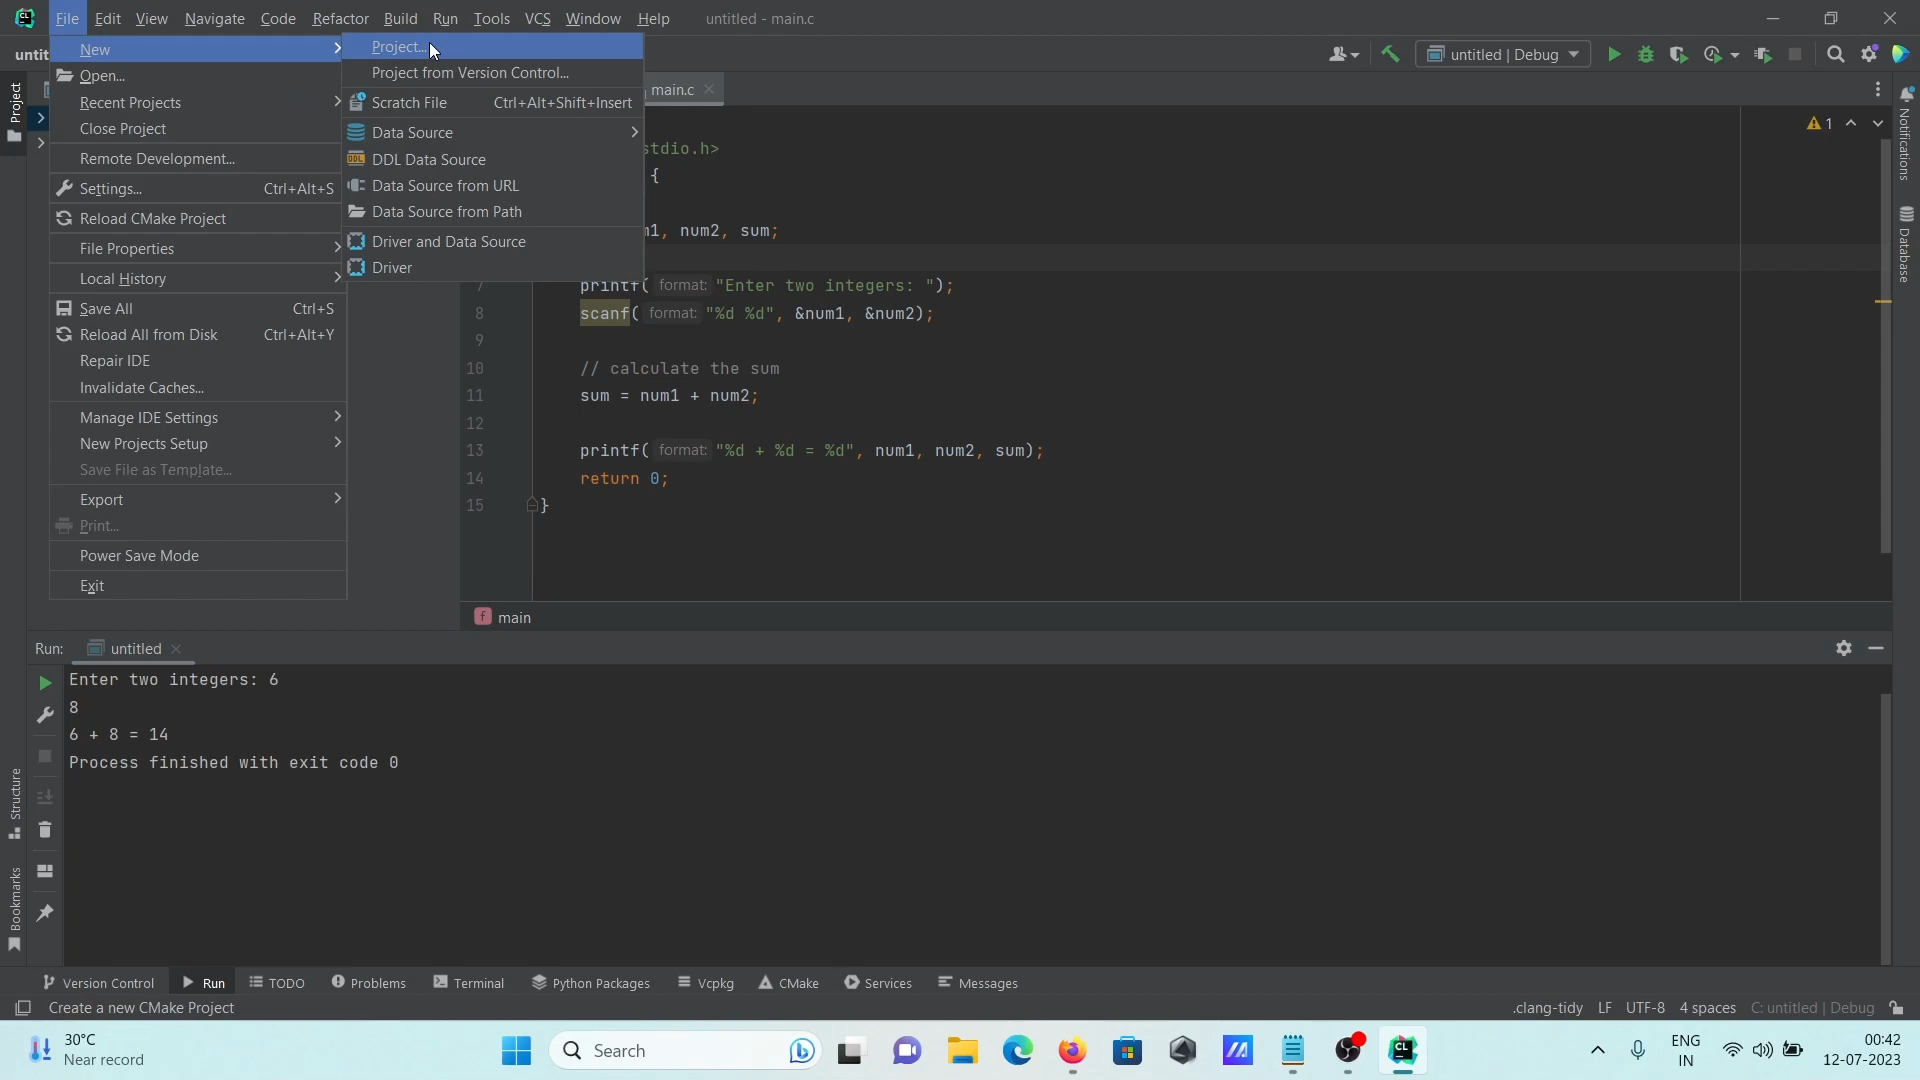 File Edit View Navigate Code Refactor Build Run Tools VCS Window Help untitled - main.c
untit
untitled | Debug
New
Open...
Recent Projects
Close Project
Remote Development...
Settings... Ctrl+Alt+S
Reload CMake Project
File Properties
Local History
Save All Ctrl+S
Reload All from Disk Ctrl+Alt+Y
Repair IDE
Invalidate Caches...
Manage IDE Settings
New Projects Setup
Save File as Template...
Export
Print...
Power Save Mode
Exit
Project...
Project from Version Control...
Scratch File Ctrl+Alt+Shift+Insert
Data Source
DDL Data Source
Data Source from URL
Data Source from Path
Driver and Data Source
Driver
main.c
1
stdio.h>
{
, num2, sum;
7 printf( format: "Enter two integers: ");
8 scanf( format: "%d %d", &num1, &num2);
9
10 // calculate the sum
11 sum = num1 + num2;
12
13 printf( format: "%d + %d = %d", num1, num2, sum);
14 return 0;
15 }
f main
Project
Structure
Bookmarks
Notifications
Database
Run: untitled
Enter two integers: 6
8
6 + 8 = 14
Process finished with exit code 0
Version Control Run TODO Problems Terminal Python Packages Vcpkg CMake Services Messages
Create a new CMake Project
.clang-tidy LF UTF-8 4 spaces C: untitled | Debug
30°C
Near record
Search
ENG
IN
00:42
12-07-2023